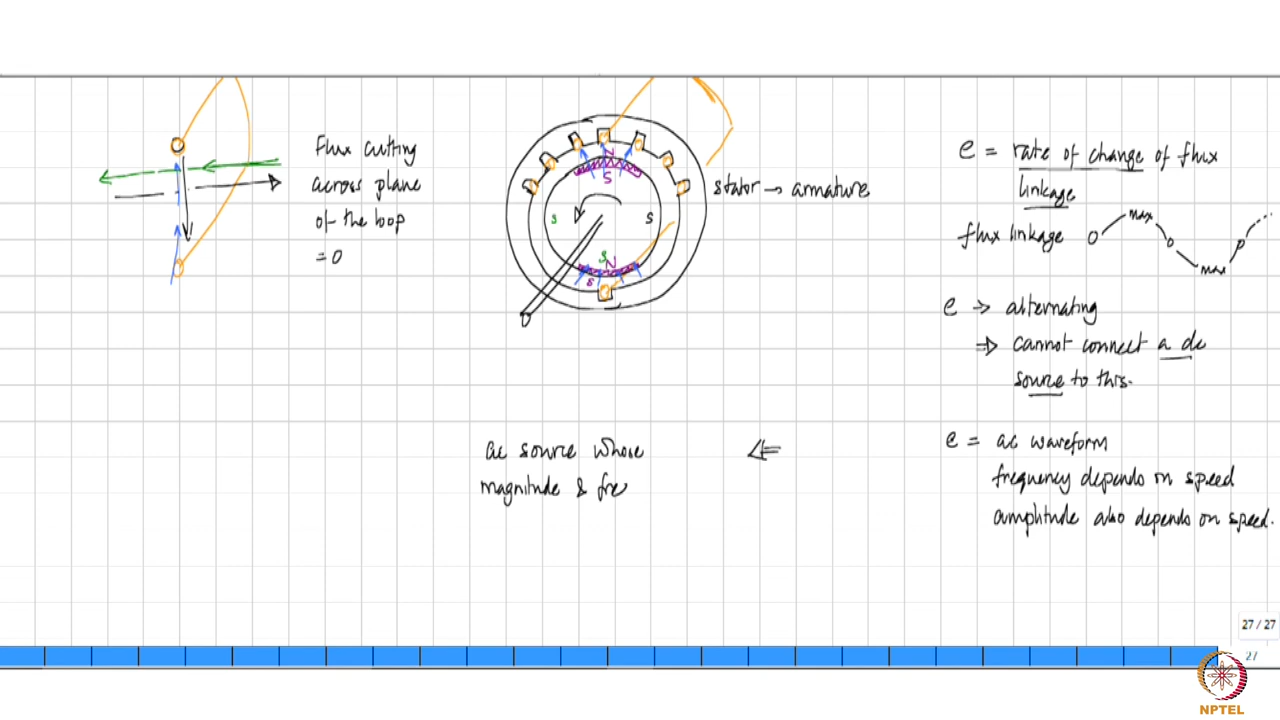 Flux cutting
across plane
of the loop
= 0
N
S
S
S
S
N
S
stator → armature
e = rate of change of flux
linkage
flux linkage 0 max 0 max 0
e → alternating
⇒ cannot connect a dc
source to this.
ac source whose
magnitude & fre
⇐
e = ac waveform
frequency depends on speed
amplitude also depends on speed.
27 / 27
27
NPTEL